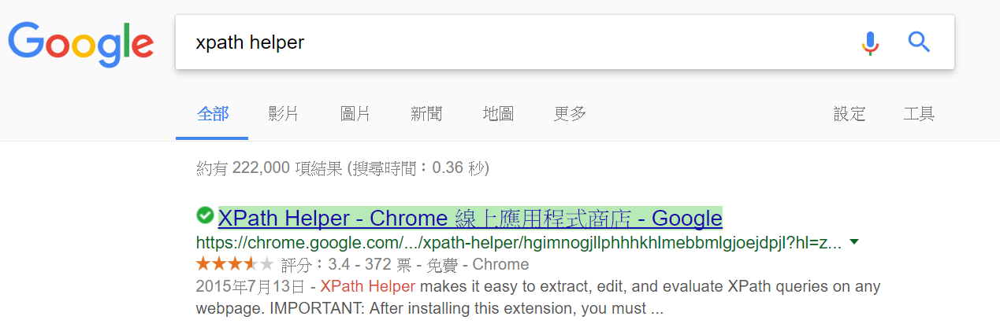 Google
xpath helper
全部 影片 圖片 新聞 地圖 更多 設定 工具
約有 222,000 項結果 (搜尋時間：0.36 秒)
XPath Helper - Chrome 線上應用程式商店 - Google
https://chrome.google.com/.../xpath-helper/hgimnogjllphhhkhlmebbmlgjoejdpjl?hl=z...
評分：3.4 - 372 票 - 免費 - Chrome
2015年7月13日 - XPath Helper makes it easy to extract, edit, and evaluate XPath queries on any
webpage. IMPORTANT: After installing this extension, you must ...